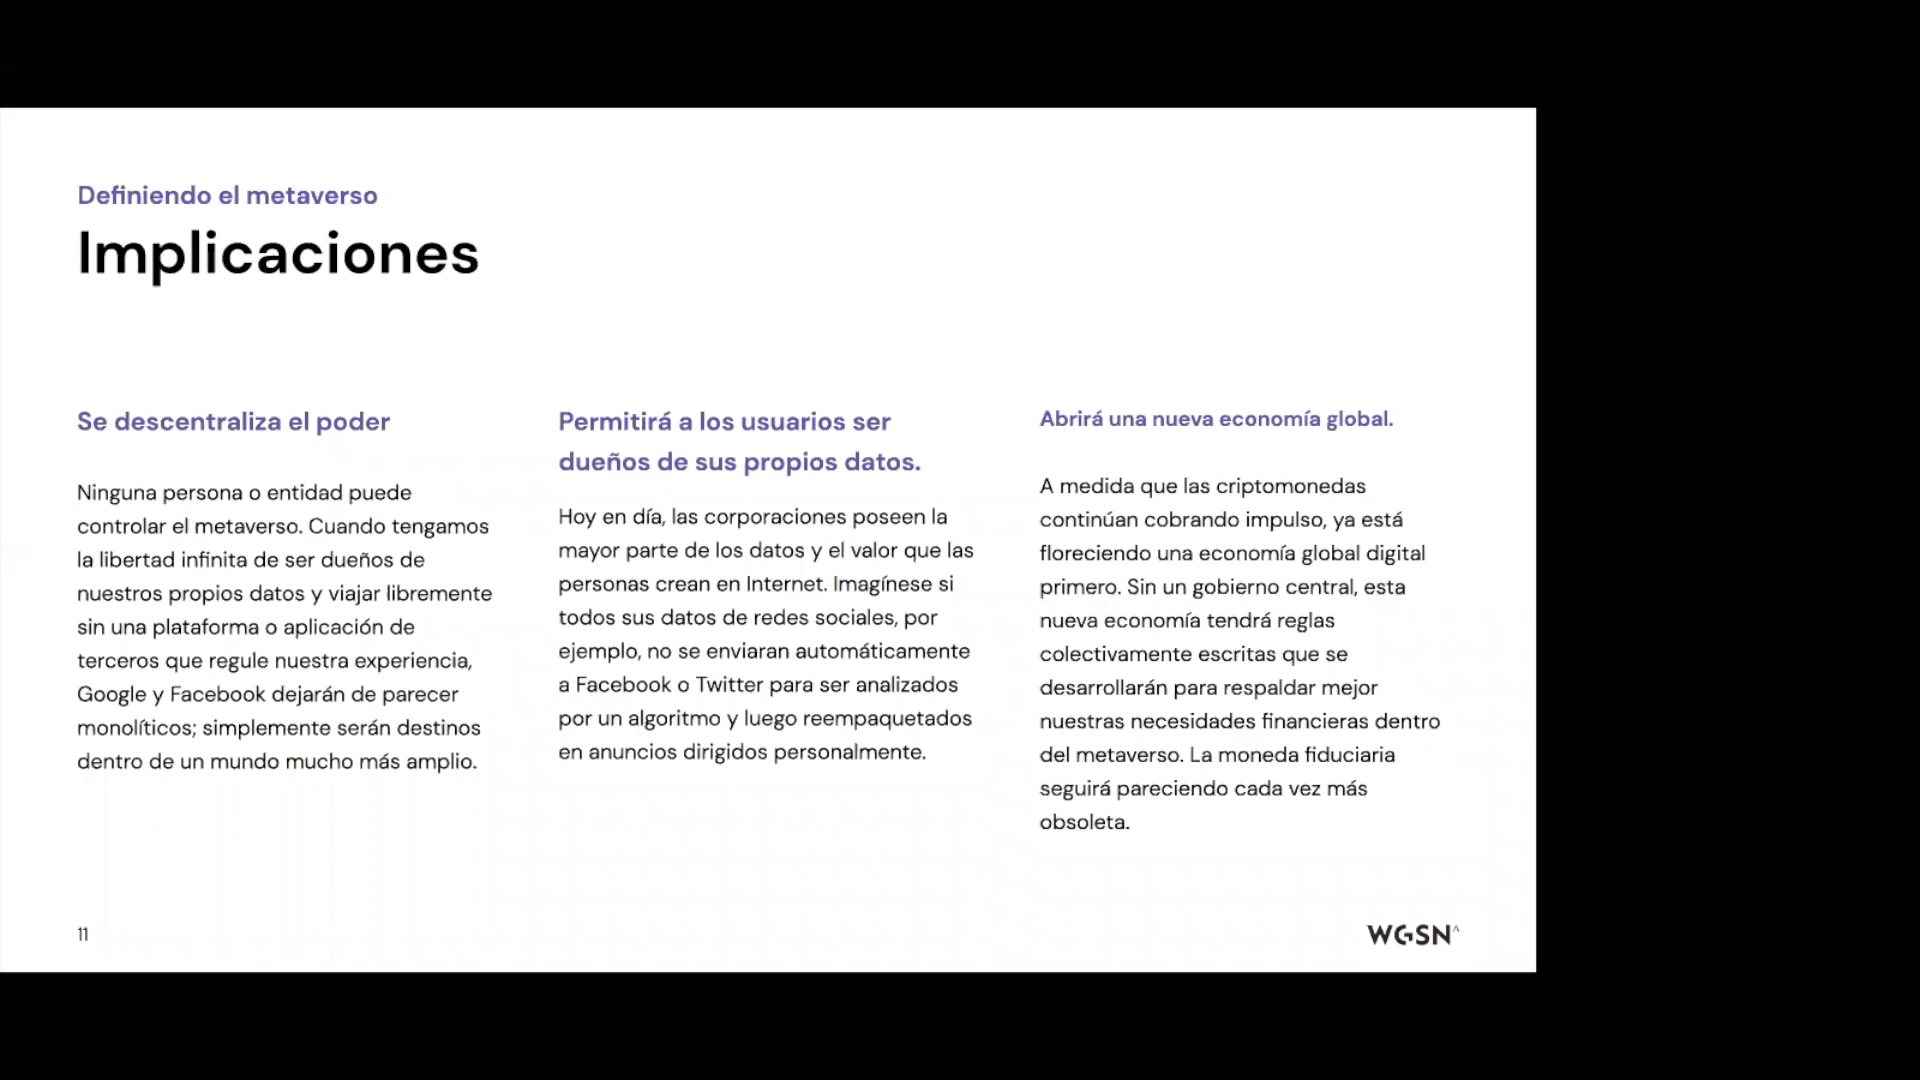 Definiendo el metaverso
Implicaciones
Se descentraliza el poder
Ninguna persona o entidad puede
controlar el metaverso. Cuando tengamos
la libertad infinita de ser dueños de
nuestros propios datos y viajar libremente
sin una plataforma o aplicación de
terceros que regule nuestra experiencia,
Google y Facebook dejarán de parecer
monolíticos; simplemente serán destinos
dentro de un mundo mucho más amplio.
Permitirá a los usuarios ser
dueños de sus propios datos.
Hoy en día, las corporaciones poseen la
mayor parte de los datos y el valor que las
personas crean en Internet. Imagínese si
todos sus datos de redes sociales, por
ejemplo, no se enviaran automáticamente
a Facebook o Twitter para ser analizados
por un algoritmo y luego reempaquetados
en anuncios dirigidos personalmente.
Abrirá una nueva economía global.
A medida que las criptomonedas
continúan cobrando impulso, ya está
floreciendo una economía global digital
primero. Sin un gobierno central, esta
nueva economía tendrá reglas
colectivamente escritas que se
desarrollarán para respaldar mejor
nuestras necesidades financieras dentro
del metaverso. La moneda fiduciaria
seguirá pareciendo cada vez más
obsoleta.
11
WGSN^